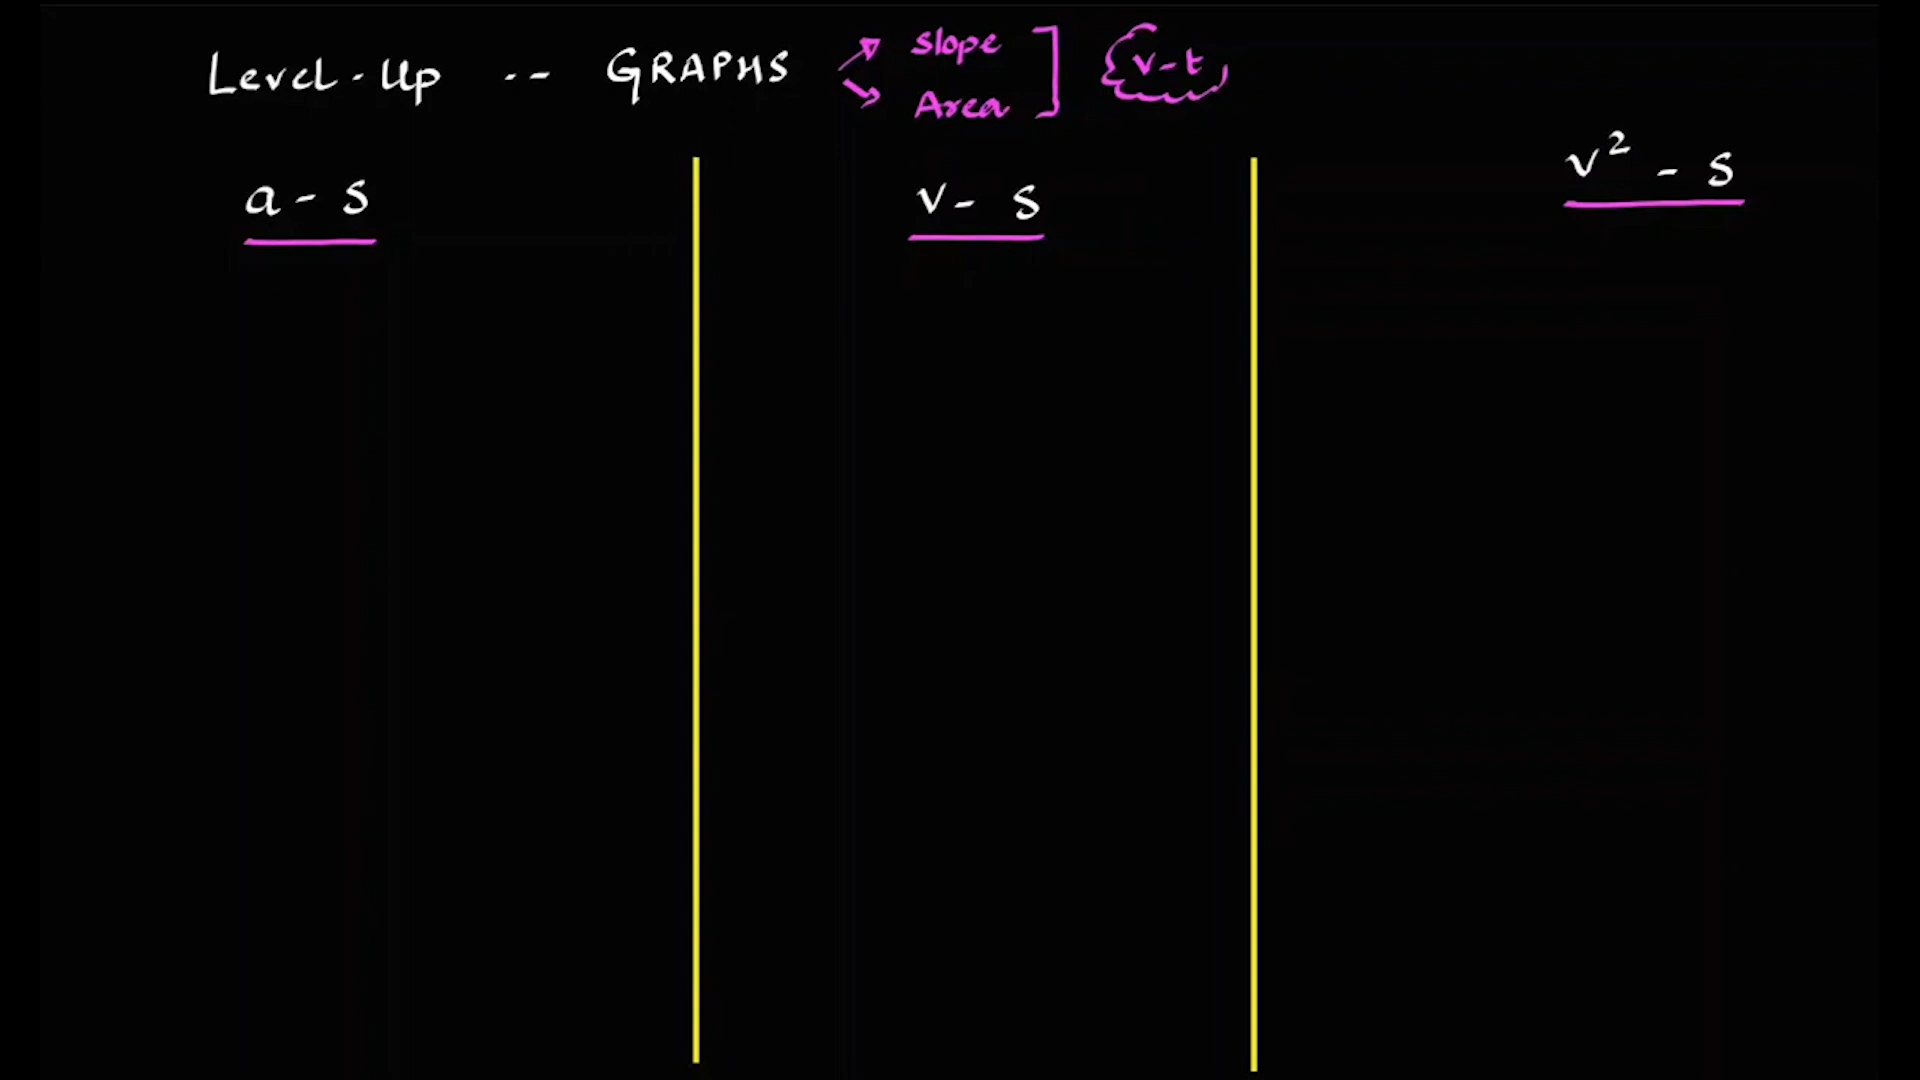 Level-Up -- GRAPHS
Slope
Area
v-t
a - s
v - s
v² - s